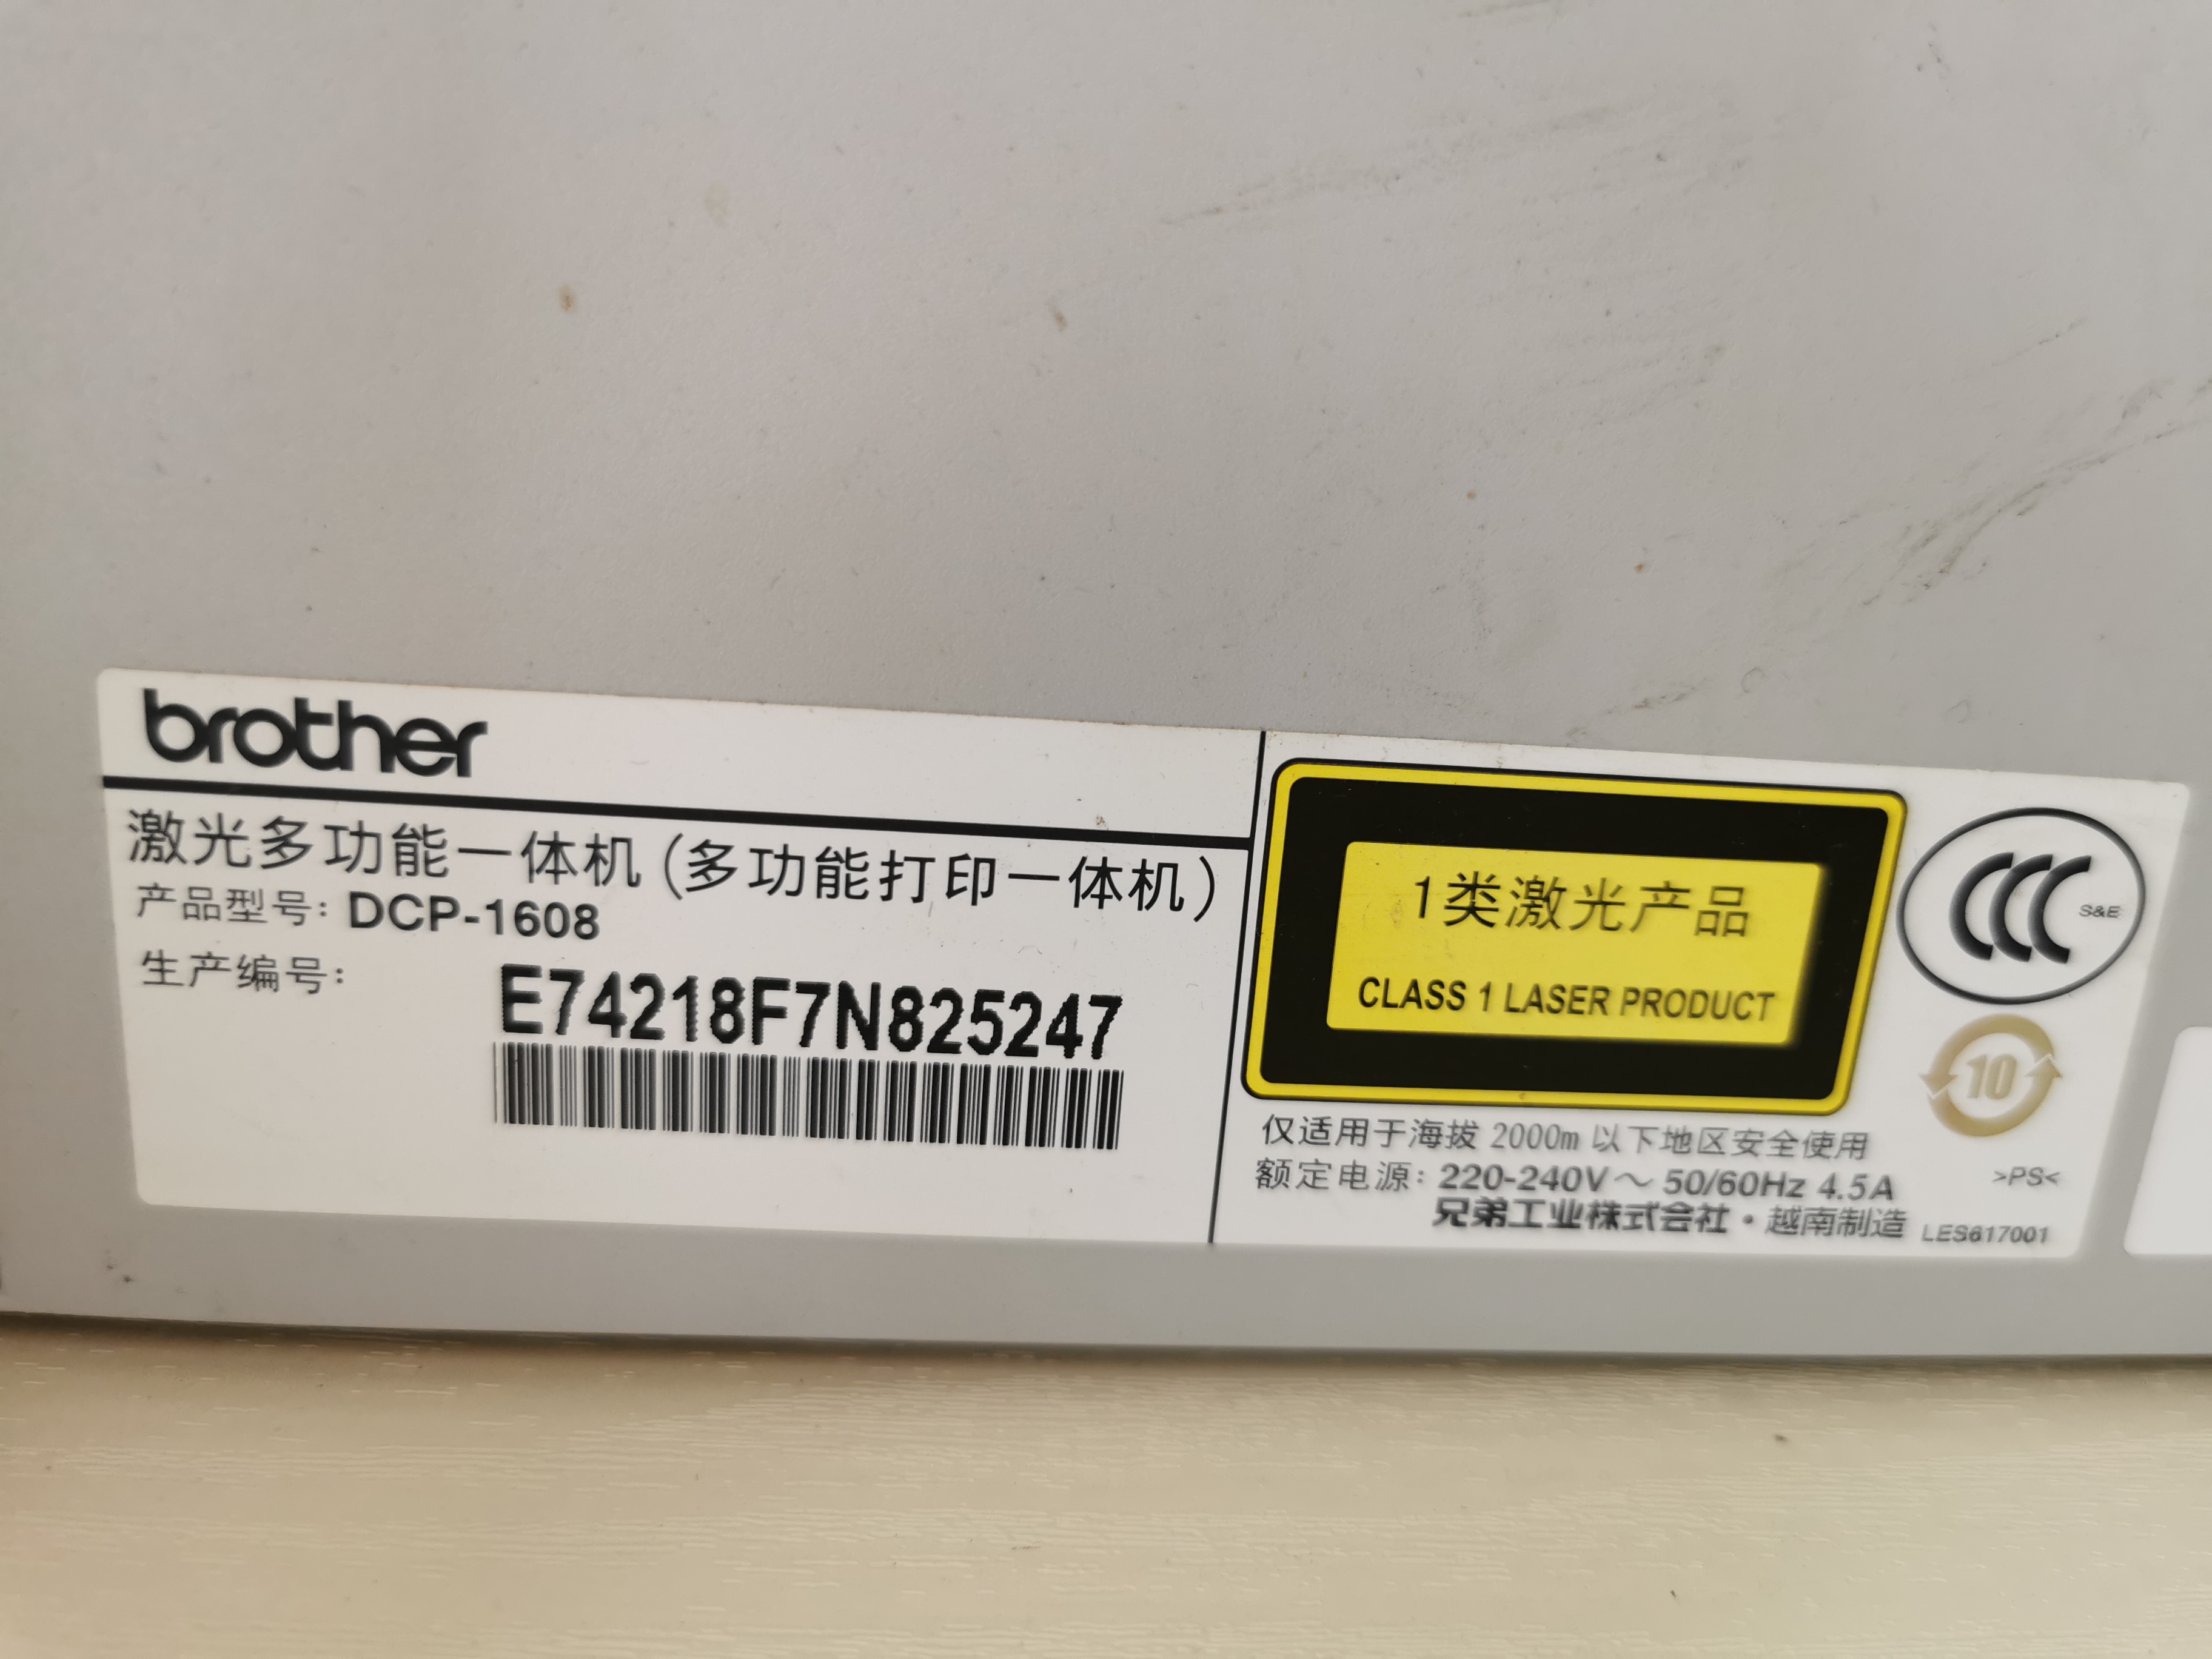 brother
激光多功能一体机(多功能打印一体机)
产品型号: DCP-1608
生产编号:
E74218F7N825247
1类激光产品
CLASS 1 LASER PRODUCT
CCC S&E
10
仅适用于海拔 2000m 以下地区安全使用
额定电源: 220-240V～ 50/60Hz 4.5A
>PS<
兄弟工业株式会社・越南制造 LES617001